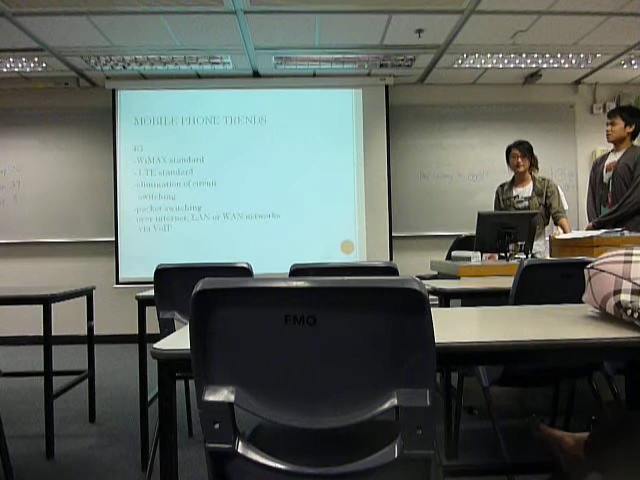 MOBILE PHONE TRENDS
-WiMAX standard
-LTE standard
-elimination of circuit
switching
-packet switching
over internet, LAN or WAN networks
via VoIP
FMO